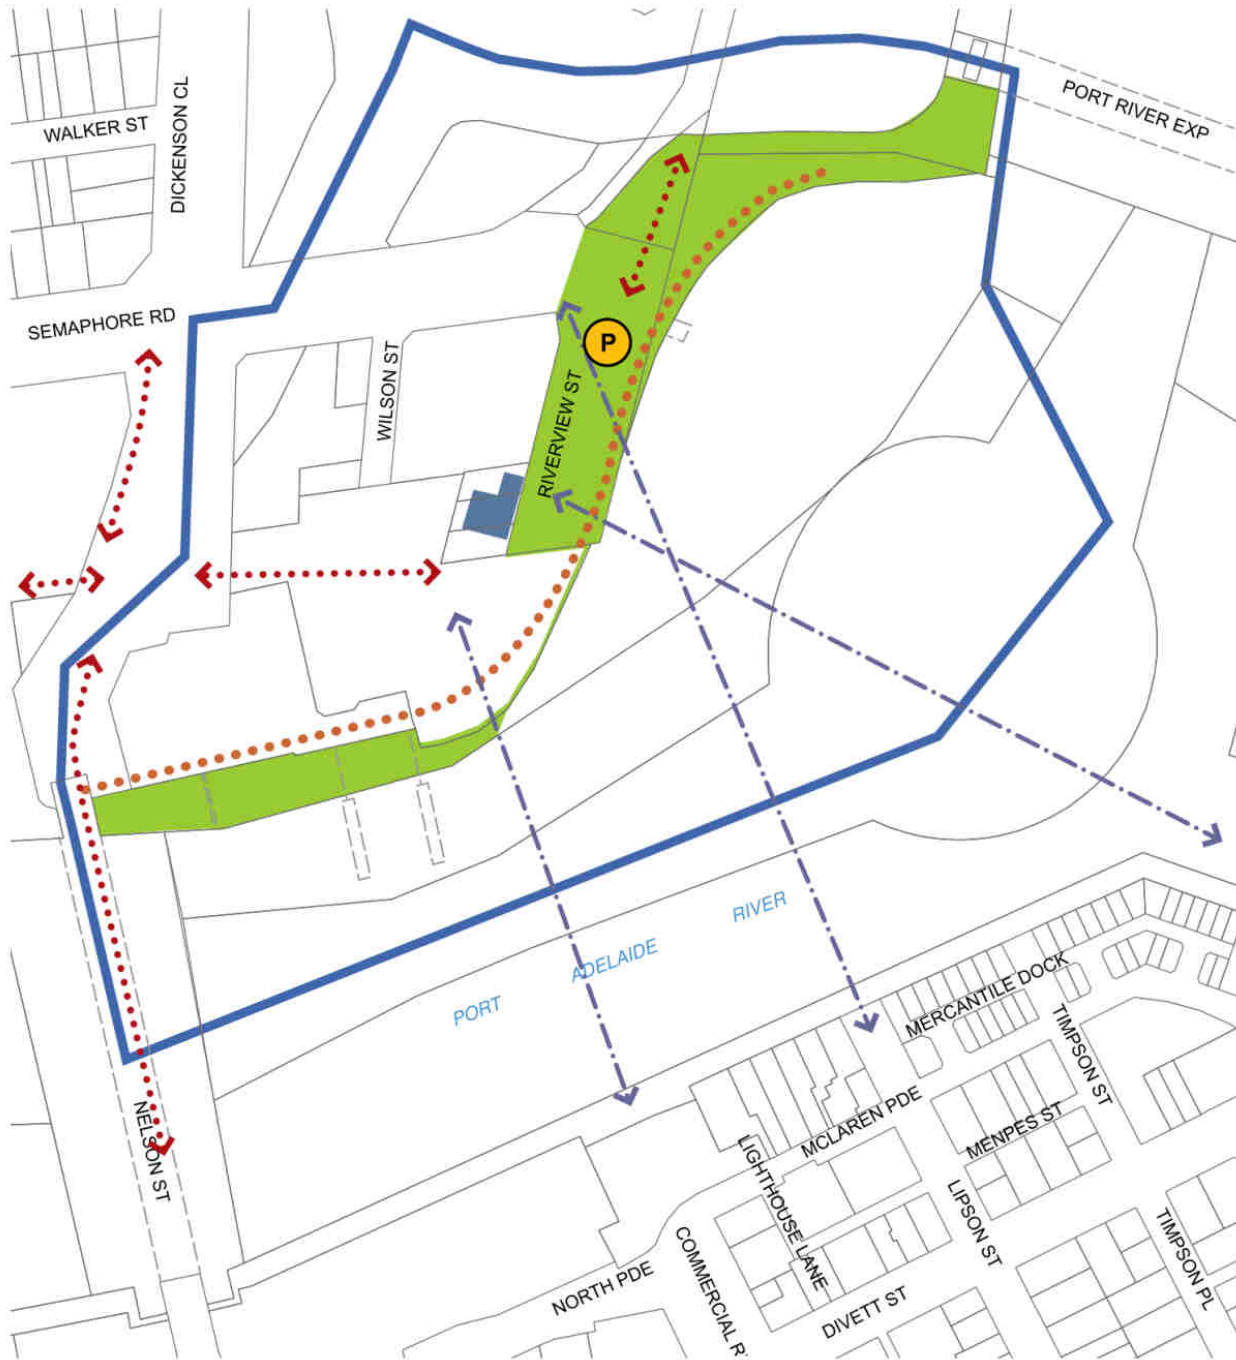 PORT RIVER EXP
WALKER ST
DICKENSON CL
SEMAPHORE RD
P
WILSON ST
RIVERVIEW ST
PORT ADELAIDE RIVER
MERCANTILE DOCK
TIMPSON ST
NELSON ST
MCLAREN PDE
MENPES ST
LIGHTHOUSE LANE
LIPSON ST
TIMPSON PL
COMMERCIAL R
NORTH PDE
DIVETT ST